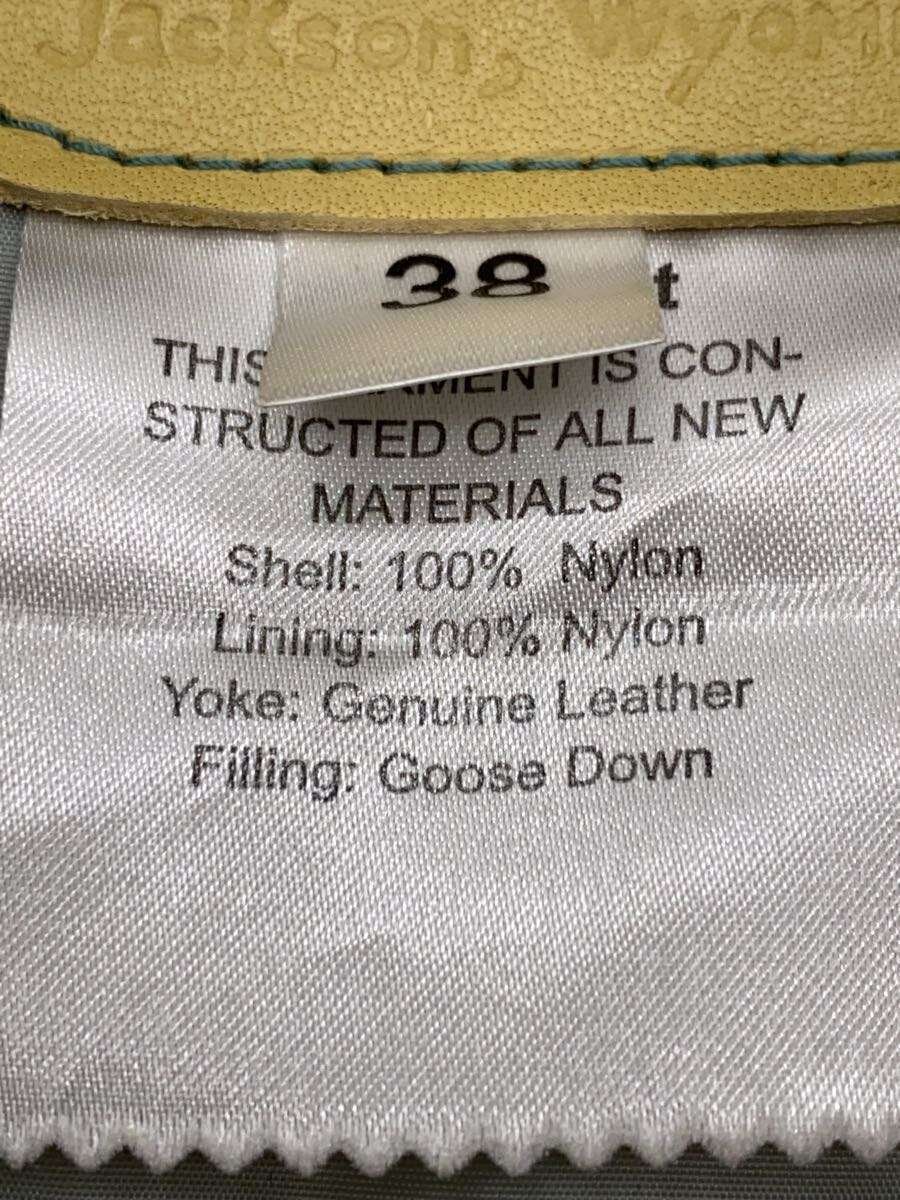 Jackson, Wyom
38
t
THIS IS CON-
STRUCTED OF ALL NEW
MATERIALS
Shell: 100% Nylon
Lining: 100% Nylon
Yoke: Genuine Leather
Filling: Goose Down